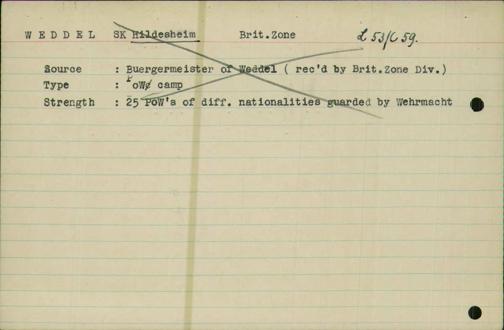 W E D D E L SK Hildesheim Brit.Zone L 53/C 59.
Source : Buergermeister of Weddel ( rec'd by Brit.Zone Div.)
Type : PoW camp
Strength : 25 PoW's of diff. nationalities guarded by Wehrmacht